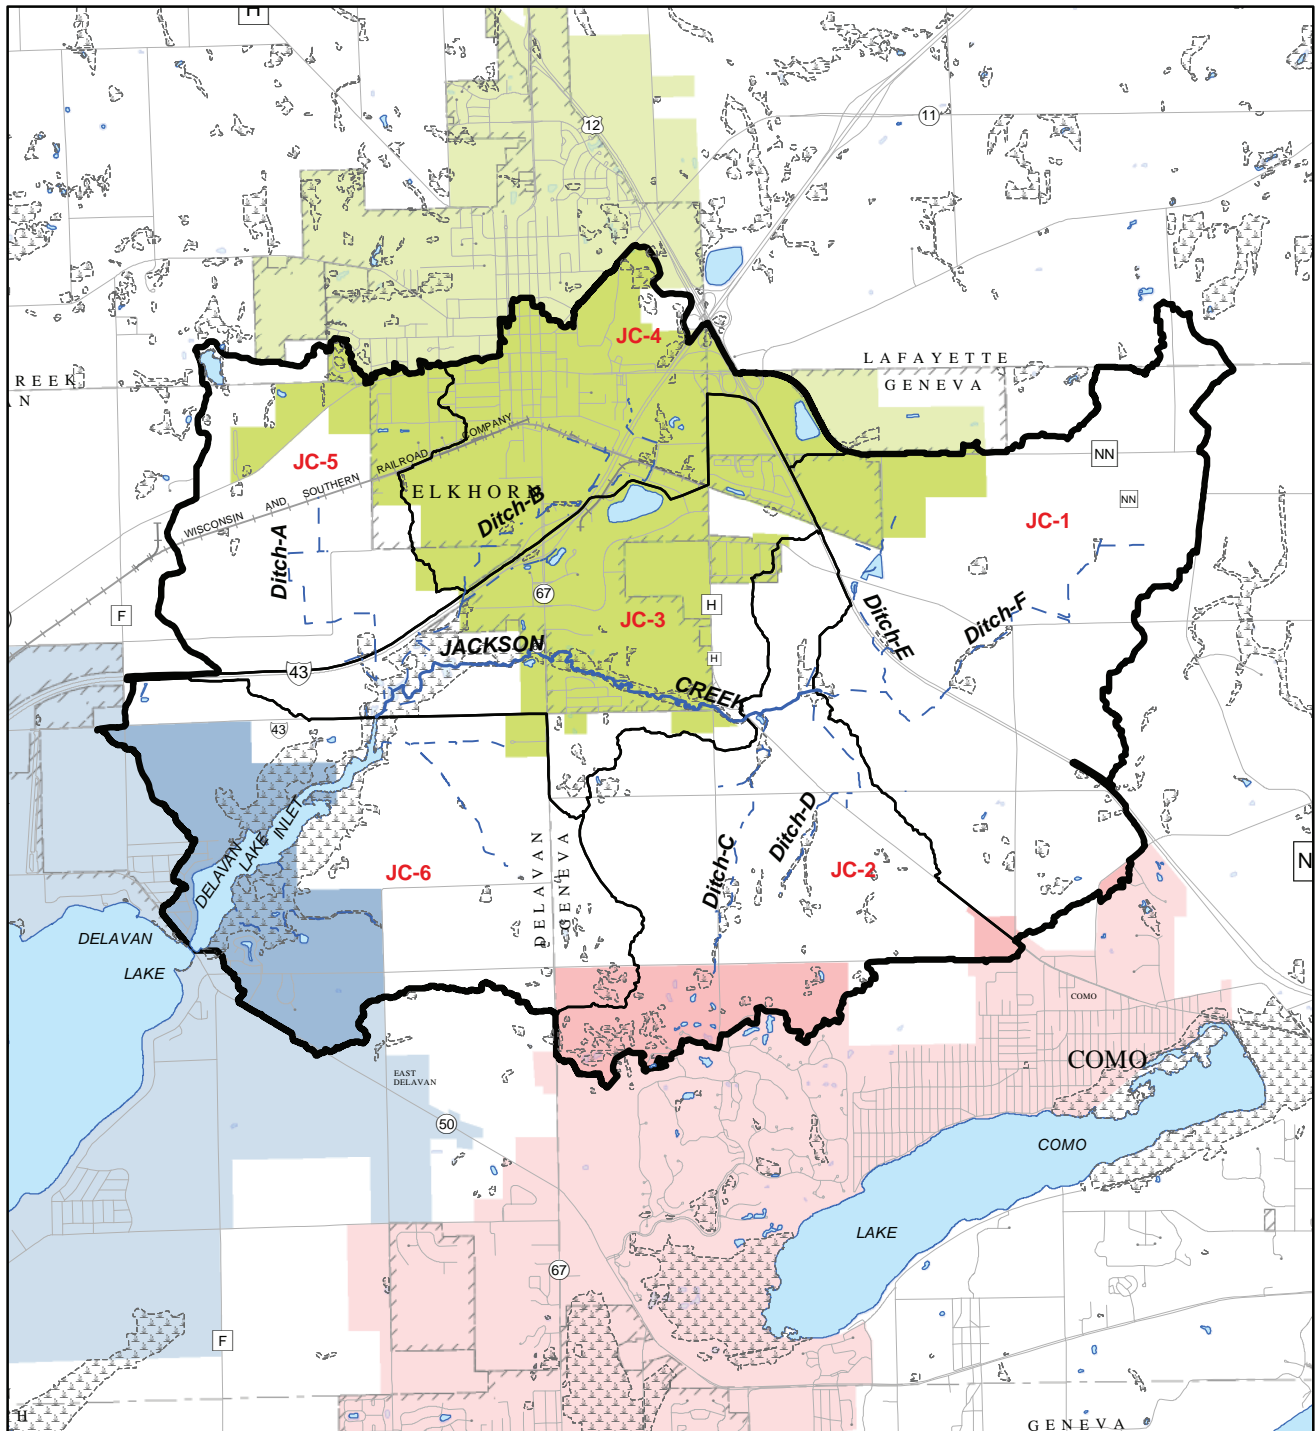 H
12
11
JC-4
LAFAYETTE
GENEVA
REEK
AN
COMPANY
RAILROAD
SOUTHERN
AND
WISCONSIN
JC-5
NN
NN
ELKHORN
Ditch-B
JC-1
Ditch-A
67
F
H
JC-3
Ditch-F
Ditch-E
JACKSON
H
43
CREEK
43
DELAVAN
LAKE INLET
DELAVAN
GENEVA
Ditch-D
Ditch-C
JC-6
JC-2
N
DELAVAN
LAKE
COMO
COMO
EAST
DELAVAN
50
COMO
LAKE
67
F
H
GENEVA